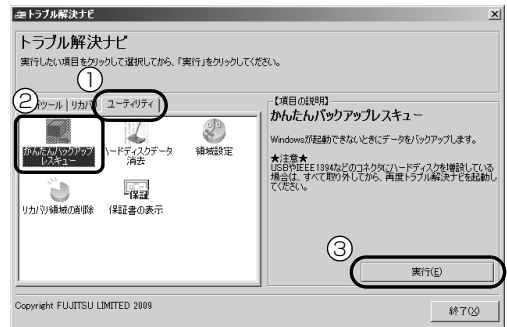 トラブル解決ナビ
トラブル解決ナビ
実行したい項目をクリックして選択してから、「実行」をクリックしてください。
①
②
ツール
リカバリ
ユーティリティ
かんたんバックアップ
レスキュー
ハードディスクデータ
消去
領域設定
リカバリ領域の削除
保証
保証書の表示
【項目の説明】
かんたんバックアップレスキュー
Windowsが起動できないときにデータをバックアップします。
★注意★
USBやIEEE1394などのコネクタにハードディスクを増設している
場合は、すべて取り外してから、再度トラブル解決ナビを起動し
てください。
③
実行(E)
Copyright FUJITSU LIMITED 2009
終了(X)